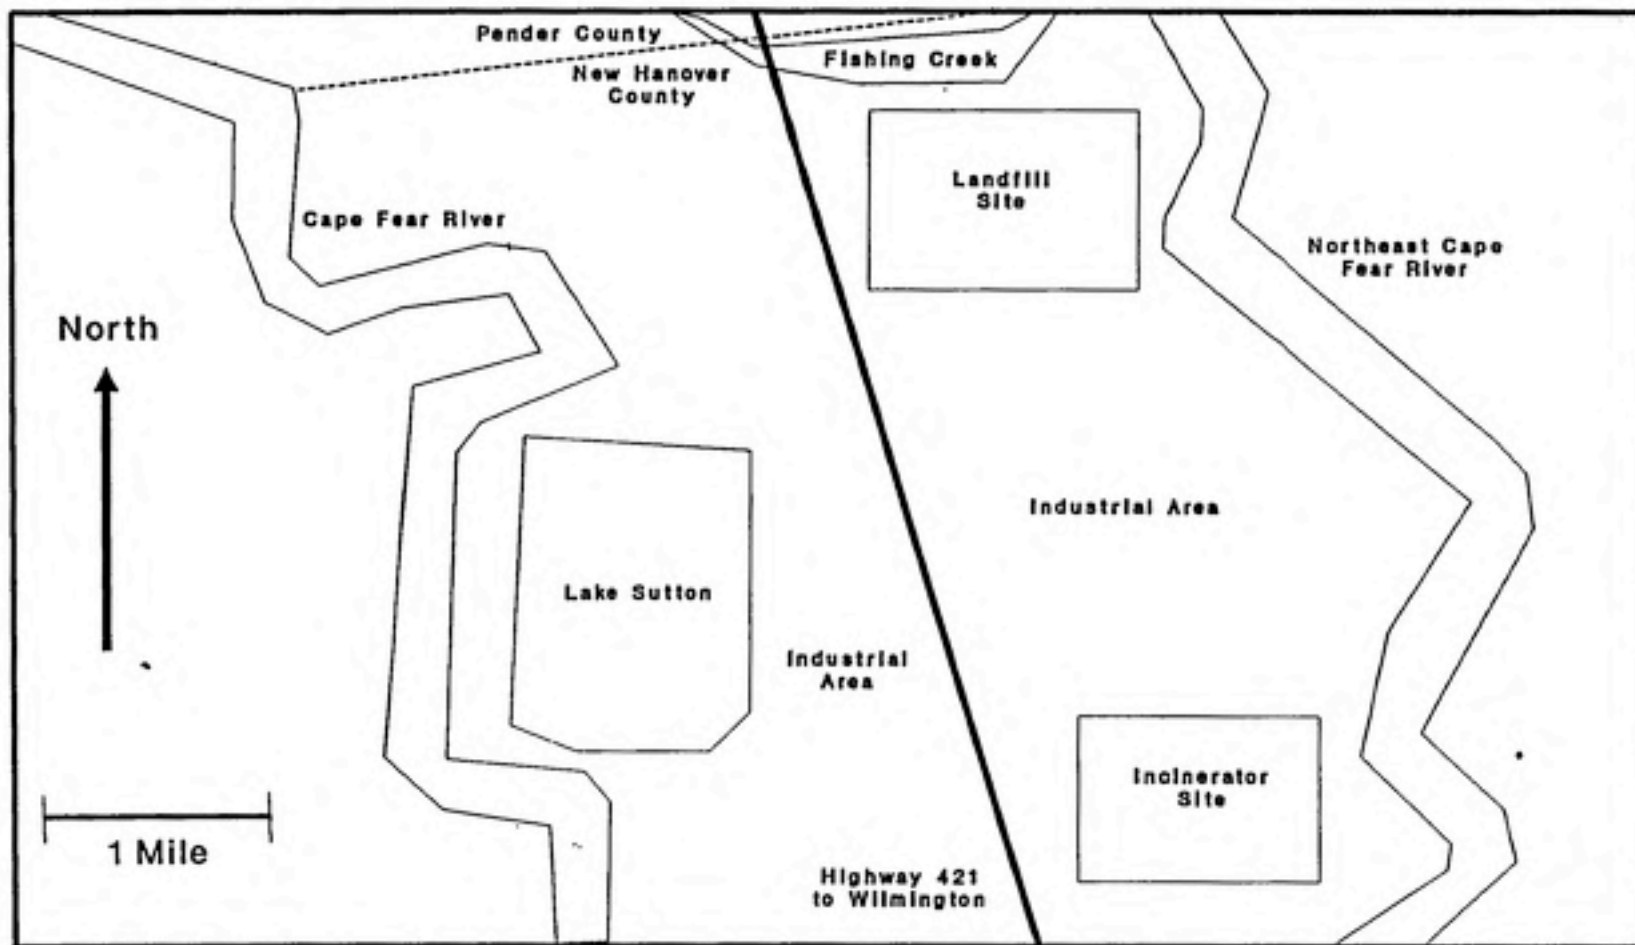 Pender County
New Hanover
County
Fishing Creek
Landfill
Site
Cape Fear River
Northeast Cape
Fear River
North
Industrial Area
Lake Sutton
Industrial
Area
Incinerator
Site
1 Mile
Highway 421
to Wilmington